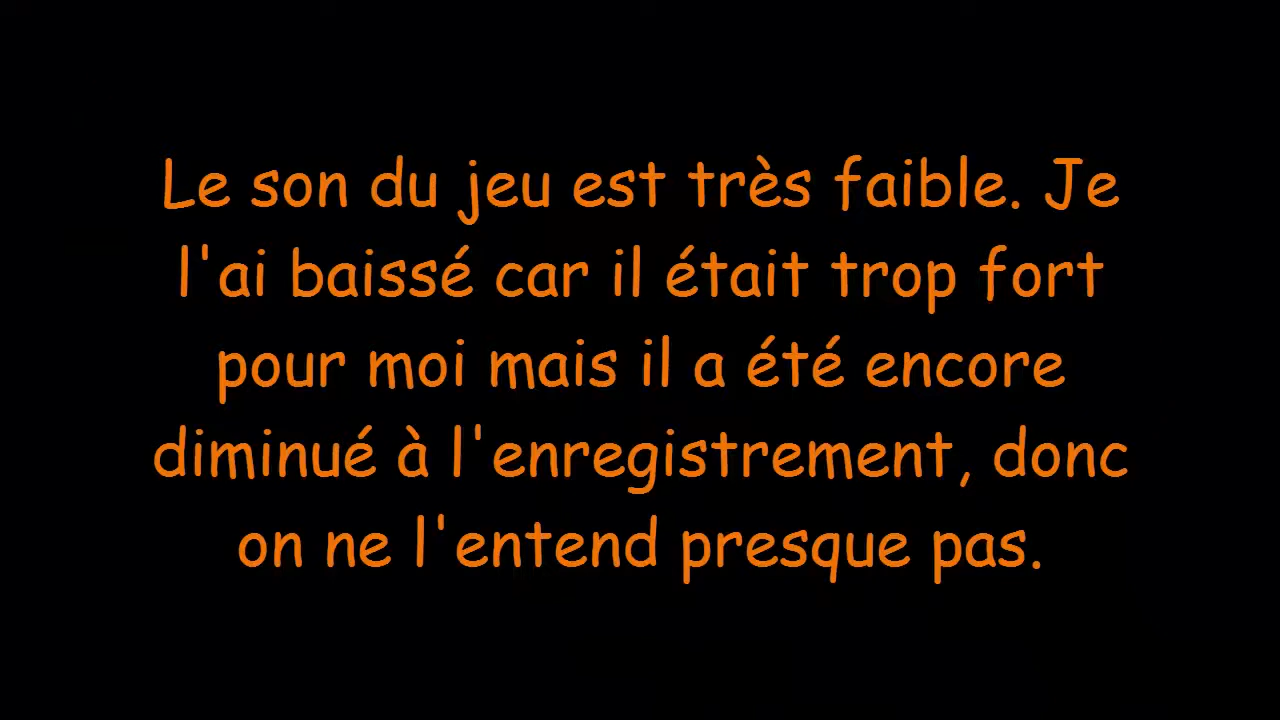 Le son du jeu est très faible. Je
l'ai baissé car il était trop fort
pour moi mais il a été encore
diminué à l'enregistrement, donc
on ne l'entend presque pas.